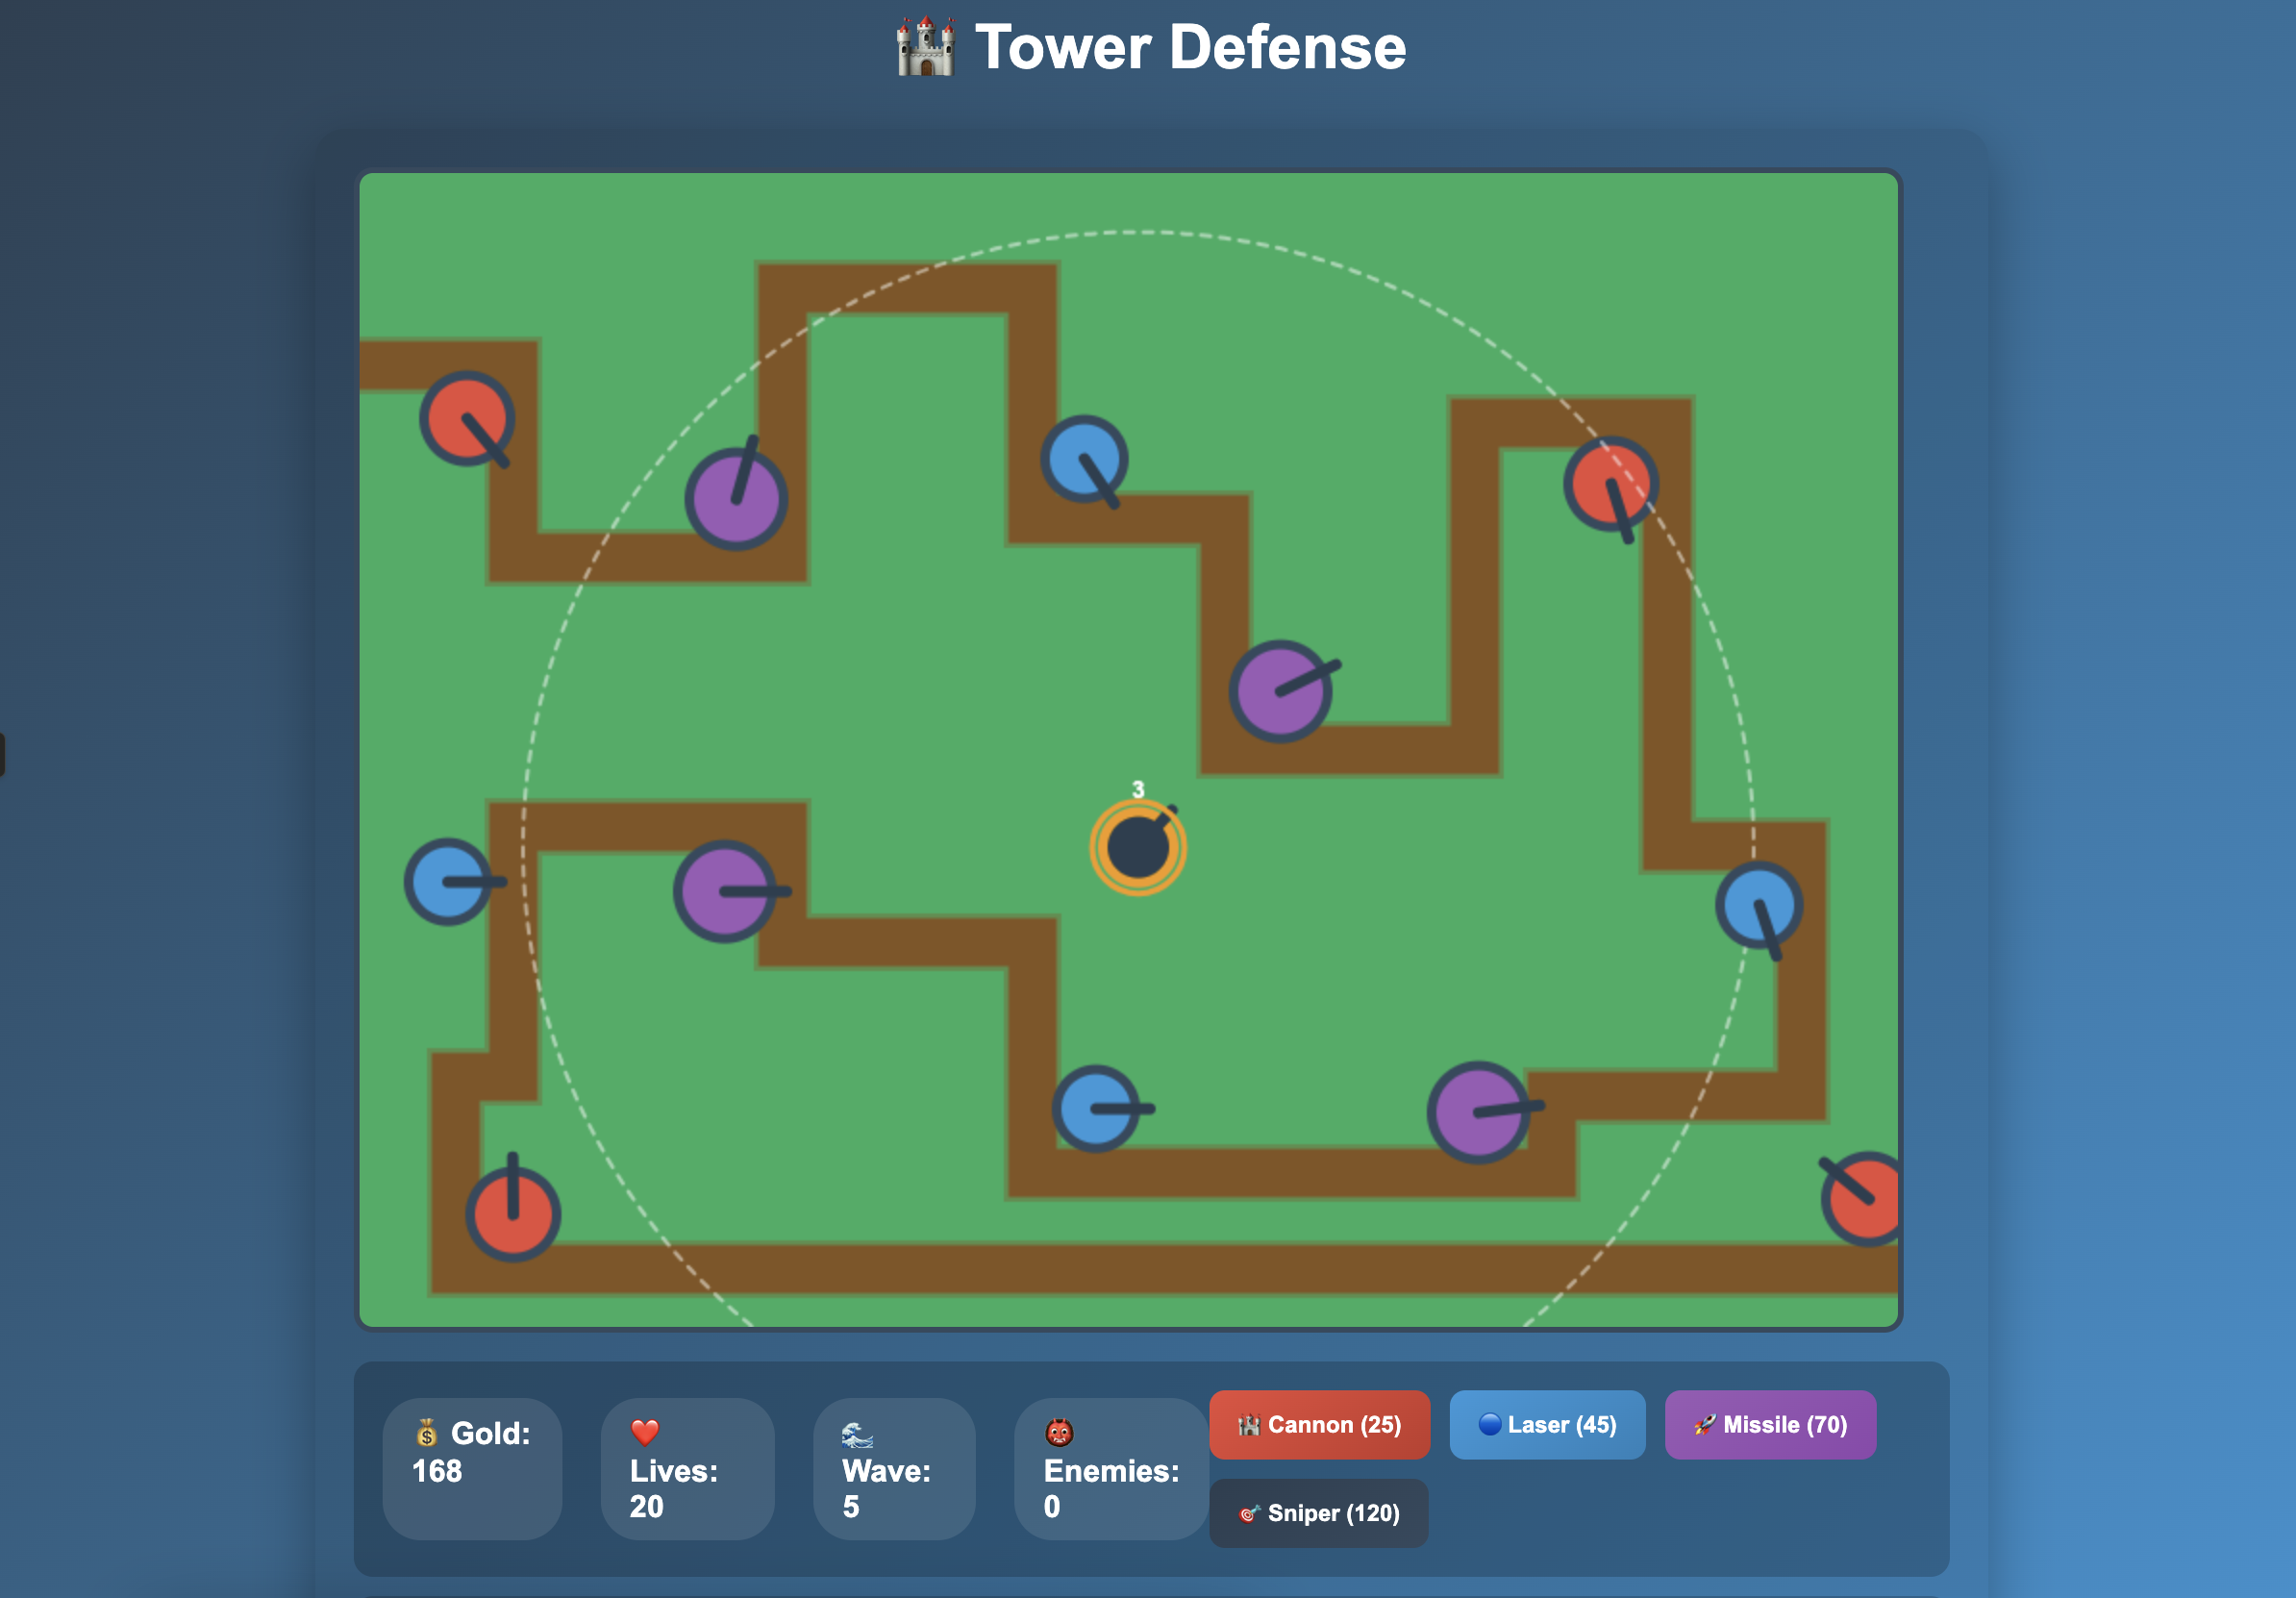 Tower Defense
3
Gold:
168
Lives:
20
Wave:
5
Enemies:
0
Cannon (25)
Laser (45)
Missile (70)
Sniper (120)